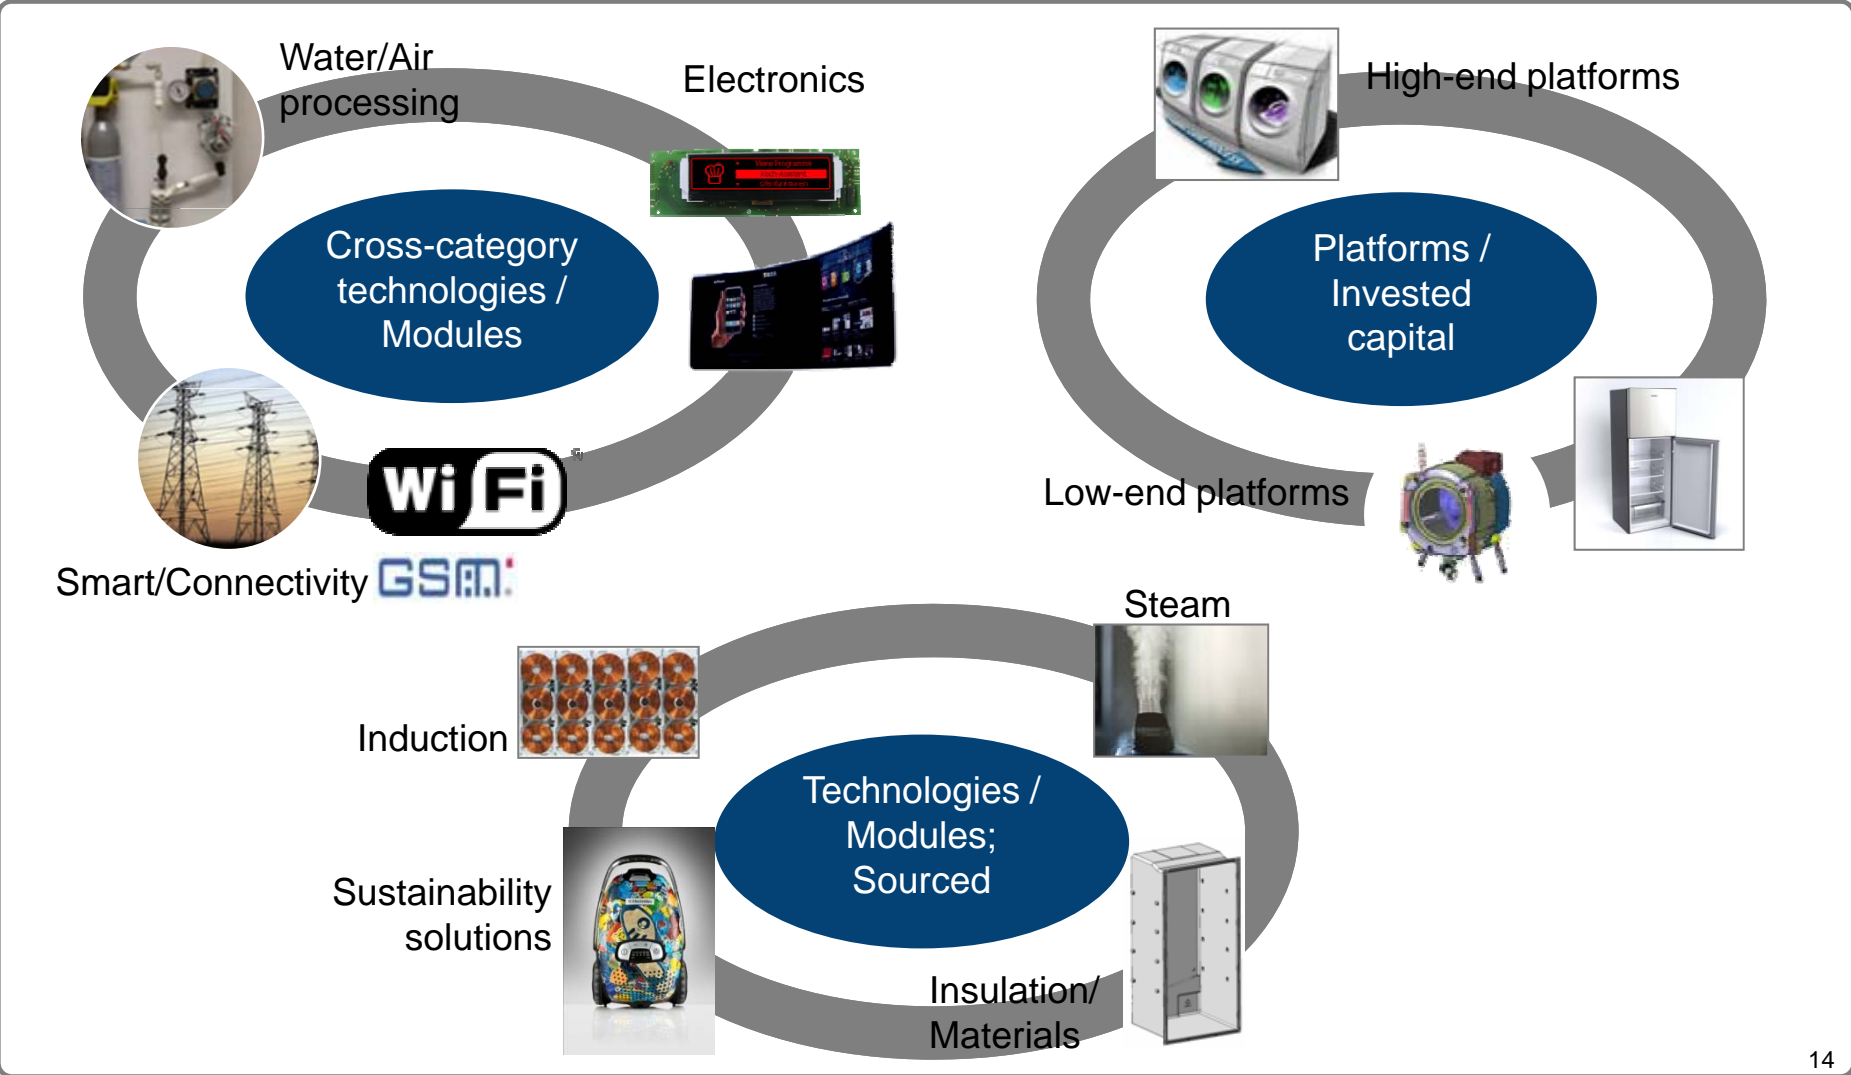 Water/Air
processing
Electronics
Cross-category
technologies /
Modules
Wi Fi
Smart/Connectivity
GSM
High-end platforms
Platforms /
Invested
capital
Low-end platforms
Steam
Induction
Technologies /
Modules;
Sourced
Sustainability
solutions
Insulation/
Materials
14